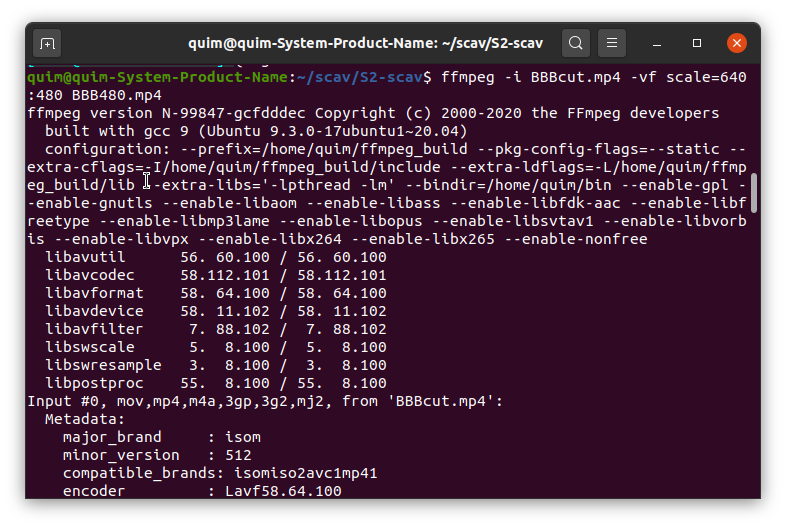 quim@quim-System-Product-Name: ~/scav/S2-scav
quim@quim-System-Product-Name:~/scav/S2-scav$ ffmpeg -i BBBcut.mp4 -vf scale=640
:480 BBB480.mp4
ffmpeg version N-99847-gcfdddec Copyright (c) 2000-2020 the FFmpeg developers
  built with gcc 9 (Ubuntu 9.3.0-17ubuntu1~20.04)
  configuration: --prefix=/home/quim/ffmpeg_build --pkg-config-flags=--static --
extra-cflags=-I/home/quim/ffmpeg_build/include --extra-ldflags=-L/home/quim/ffmp
eg_build/lib --extra-libs='-lpthread -lm' --bindir=/home/quim/bin --enable-gpl -
-enable-gnutls --enable-libaom --enable-libass --enable-libfdk-aac --enable-libf
reetype --enable-libmp3lame --enable-libopus --enable-libsvtav1 --enable-libvorb
is --enable-libvpx --enable-libx264 --enable-libx265 --enable-nonfree
  libavutil      56. 60.100 / 56. 60.100
  libavcodec     58.112.101 / 58.112.101
  libavformat    58. 64.100 / 58. 64.100
  libavdevice    58. 11.102 / 58. 11.102
  libavfilter     7. 88.102 /  7. 88.102
  libswscale      5.  8.100 /  5.  8.100
  libswresample   3.  8.100 /  3.  8.100
  libpostproc    55.  8.100 / 55.  8.100
Input #0, mov,mp4,m4a,3gp,3g2,mj2, from 'BBBcut.mp4':
  Metadata:
    major_brand     : isom
    minor_version   : 512
    compatible_brands: isomiso2avc1mp41
    encoder         : Lavf58.64.100